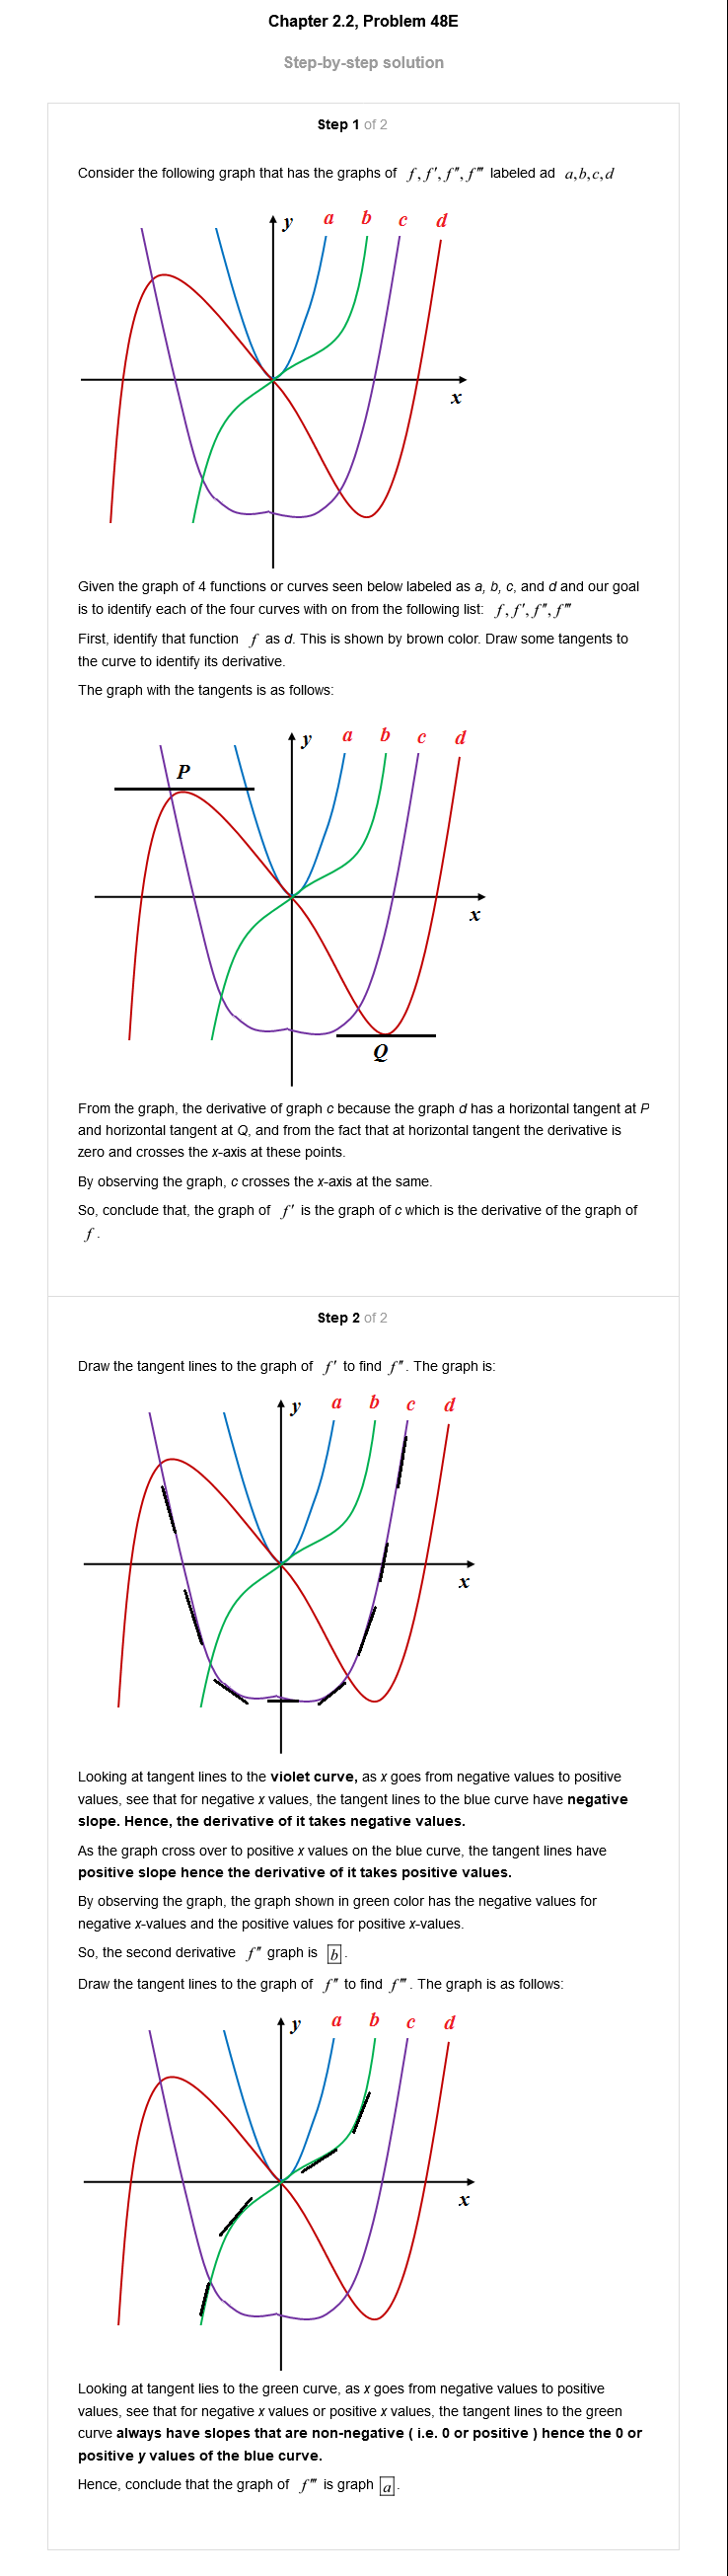 Chapter 2.2, Problem 48E
Step-by-step solution
Step 1 of 2
Consider the following graph that has the graphs of f, f′, f″, f‴ labeled ad a,b,c,d
y a b c d
x
Given the graph of 4 functions or curves seen below labeled as a, b, c, and d and our goal
is to identify each of the four curves with on from the following list: f, f′, f″, f‴
First, identify that function f as d. This is shown by brown color. Draw some tangents to
the curve to identify its derivative.
The graph with the tangents is as follows:
y a b c d
P
x
Q
From the graph, the derivative of graph c because the graph d has a horizontal tangent at P
and horizontal tangent at Q, and from the fact that at horizontal tangent the derivative is
zero and crosses the x-axis at these points.
By observing the graph, c crosses the x-axis at the same.
So, conclude that, the graph of f′ is the graph of c which is the derivative of the graph of
f.
Step 2 of 2
Draw the tangent lines to the graph of f′ to find f″. The graph is:
y a b c d
x
Looking at tangent lines to the violet curve, as x goes from negative values to positive
values, see that for negative x values, the tangent lines to the blue curve have negative
slope. Hence, the derivative of it takes negative values.
As the graph cross over to positive x values on the blue curve, the tangent lines have
positive slope hence the derivative of it takes positive values.
By observing the graph, the graph shown in green color has the negative values for
negative x-values and the positive values for positive x-values.
So, the second derivative f″ graph is b.
Draw the tangent lines to the graph of f″ to find f‴. The graph is as follows:
y a b c d
x
Looking at tangent lies to the green curve, as x goes from negative values to positive
values, see that for negative x values or positive x values, the tangent lines to the green
curve always have slopes that are non-negative ( i.e. 0 or positive ) hence the 0 or
positive y values of the blue curve.
Hence, conclude that the graph of f‴ is graph a.